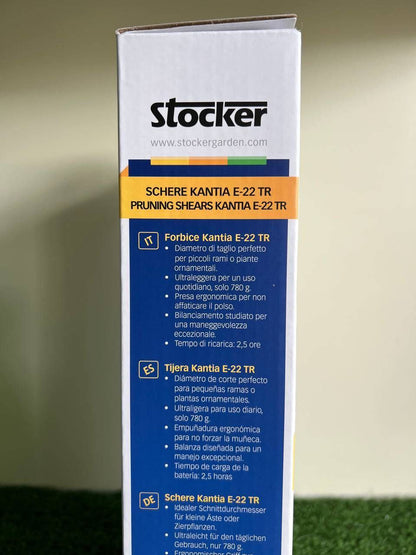 Stocker
www.stockergarden.com
SCHERE KANTIA E-22 TR
PRUNING SHEARS KANTIA E-22 TR
IT Forbice Kantia E-22 TR
• Diametro di taglio perfetto
per piccoli rami o piante
ornamentali.
• Ultraleggera per un uso
quotidiano, solo 780 g.
• Presa ergonomica per non
affaticare il polso.
• Bilanciamento studiato per
una maneggevolezza
eccezionale.
• Tempo di ricarica: 2,5 ore
ES Tijera Kantia E-22 TR
• Diámetro de corte perfecto
para pequeñas ramas o
plantas ornamentales.
• Ultraligera para uso diario,
solo 780 g.
• Empuñadura ergonómica
para no forzar la muñeca.
• Balanza diseñada para un
manejo excepcional.
• Tiempo de carga de la
batería: 2,5 horas
DE Schere Kantia E-22 TR
• Idealer Schnittdurchmesser
für kleine Äste oder
Zierpflanzen.
• Ultraleicht für den täglichen
Gebrauch, nur 780 g.
• Ergonomischer Griff